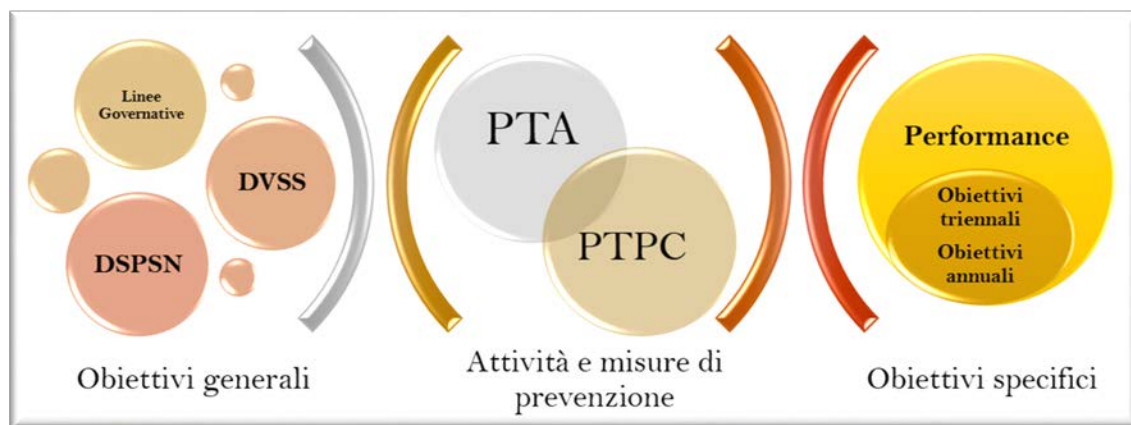 Linee
Governative
DVSS
DSPSN
Obiettivi generali
PTA
PTPC
Attività e misure di
prevenzione
Performance
Obiettivi
triennali
Obiettivi
annuali
Obiettivi specifici